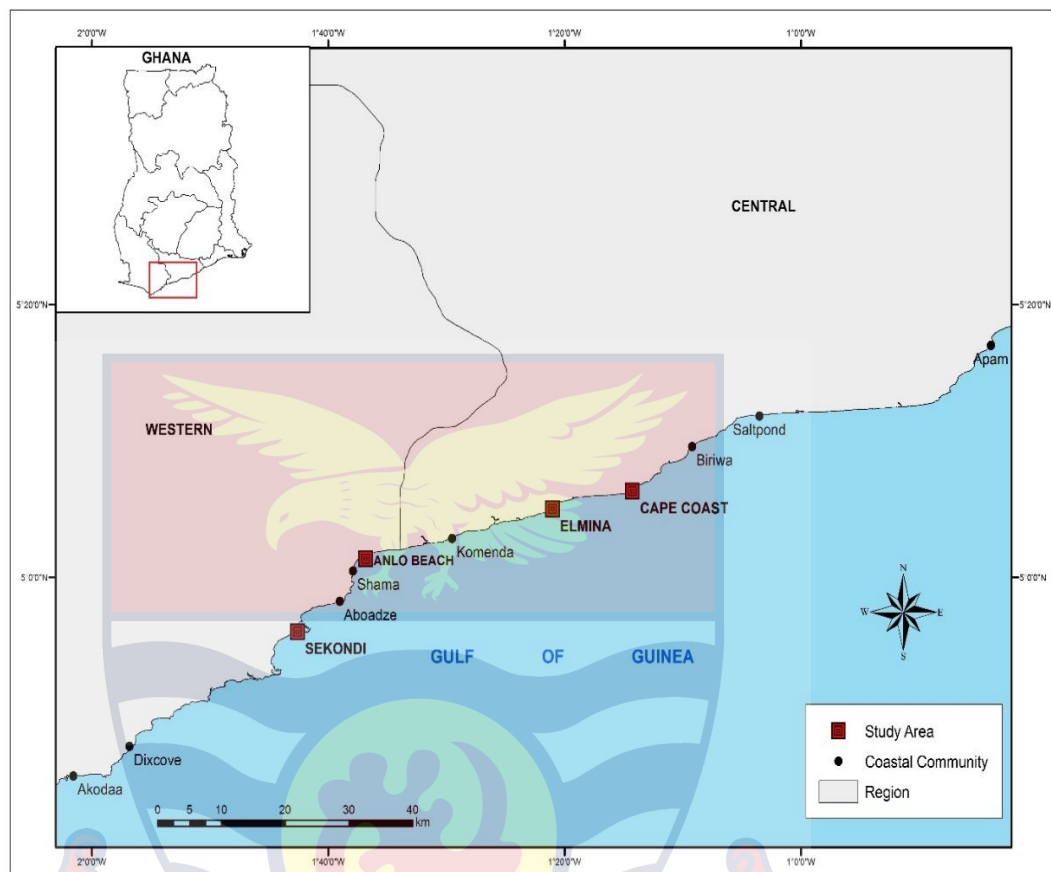 2°0'0"W 1°40'0"W 1°20'0"W 1°0'0"W
GHANA
CENTRAL
5°20'0"N 5°20'0"N
Apam
WESTERN
Saltpond
Biriwa
CAPE COAST
ELMINA
Komenda
ANLO BEACH
5°0'0"N 5°0'0"N
Shama
Aboadze
N
W E
S
SEKONDI
GULF OF GUINEA
Study Area
Dixcove
Coastal Community
Akodaa
Region
0 5 10 20 30 40
km
2°0'0"W 1°40'0"W 1°20'0"W 1°0'0"W